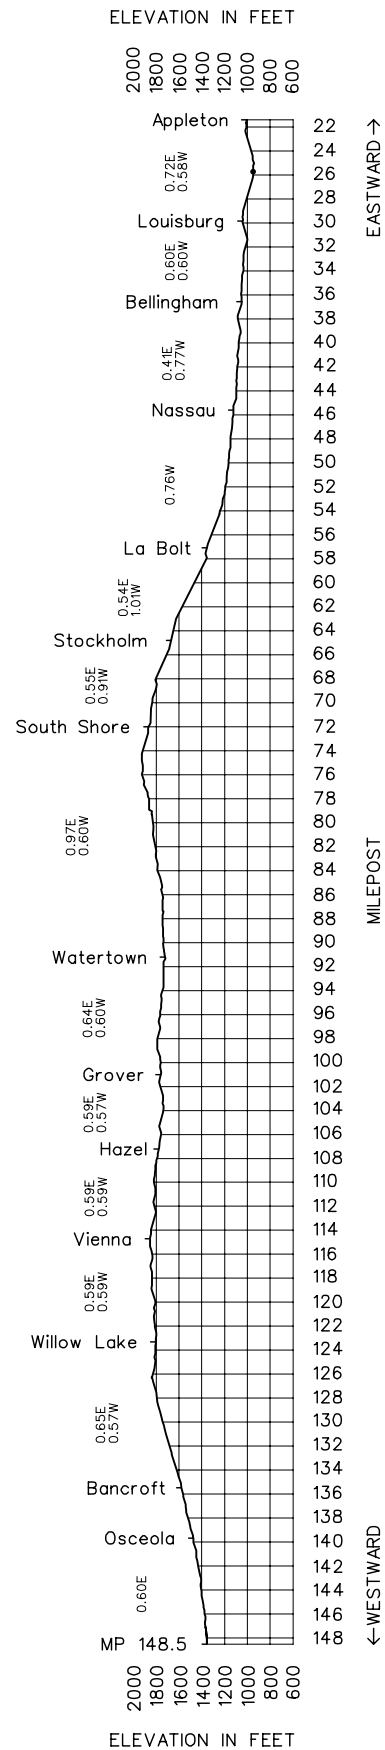 ELEVATION IN FEET
2000 1800 1600 1400 1200 1000 800 600
EASTWARD →
Appleton
22
24
0.72E
0.58W
26
28
Louisburg
30
32
0.60E
0.60W
34
36
Bellingham
38
40
0.41E
0.77W
42
44
Nassau
46
48
50
0.76W
52
54
56
La Bolt
58
60
0.54E
1.01W
62
64
Stockholm
66
68
0.55E
0.91W
70
South Shore
72
74
76
78
80
0.97E
0.60W
82
84
MILEPOST
86
88
90
Watertown
92
94
96
0.64E
0.60W
98
100
Grover
102
104
0.59E
0.57W
106
Hazel
108
110
0.59E
0.59W
112
114
Vienna
116
118
0.59E
0.59W
120
122
Willow Lake
124
126
128
130
0.65E
0.57W
132
134
Bancroft
136
138
Osceola
140
142
0.60E
144
146
MP 148.5
148
← WESTWARD
2000 1800 1600 1400 1200 1000 800 600
ELEVATION IN FEET